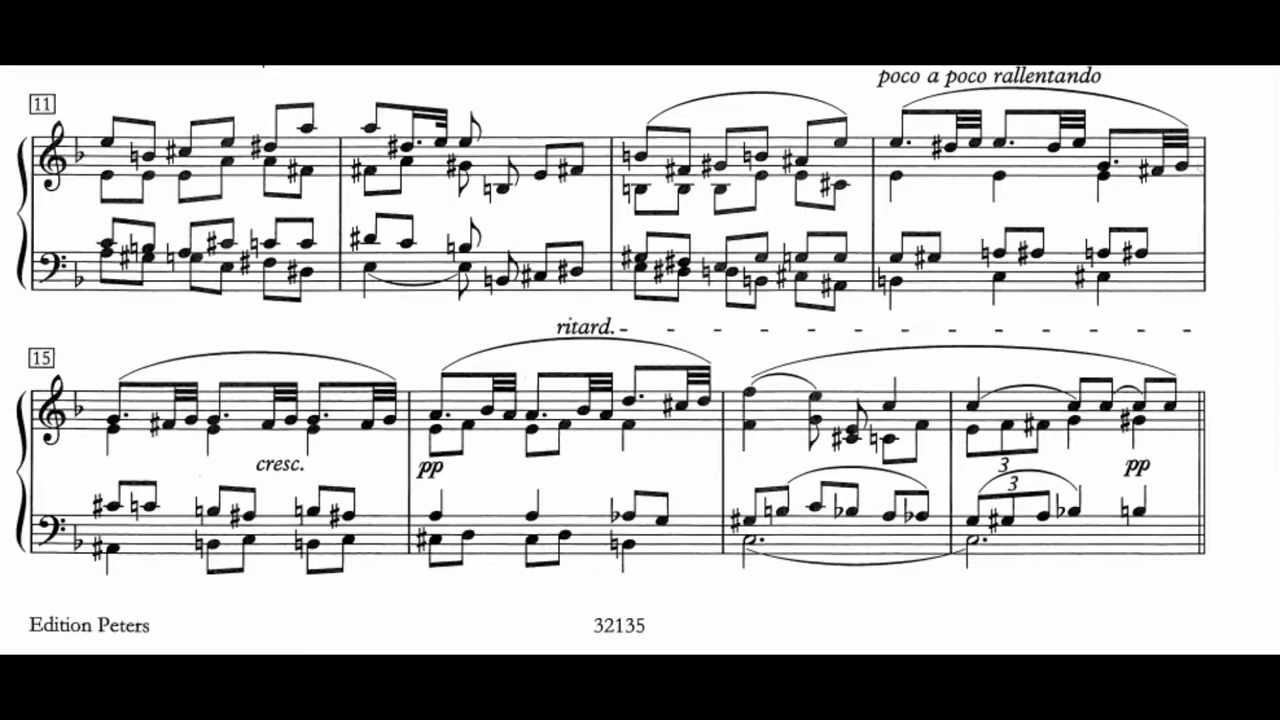 poco a poco rallentando
11
ritard.
15
cresc.
pp
3
3
pp
Edition Peters
32135